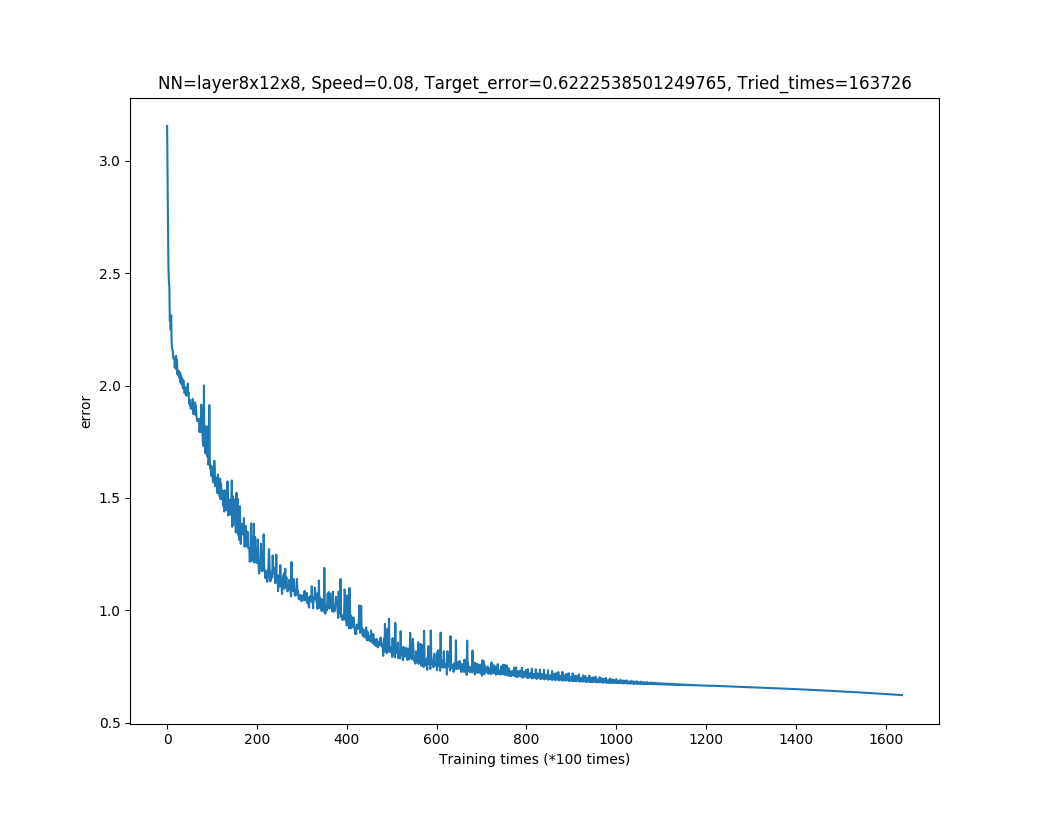 NN=layer8x12x8, Speed=0.08, Target_error=0.6222538501249765, Tried_times=163726
3.0
2.5
2.0
1.5
1.0
0.5
error
0 200 400 600 800 1000 1200 1400 1600
Training times (*100 times)